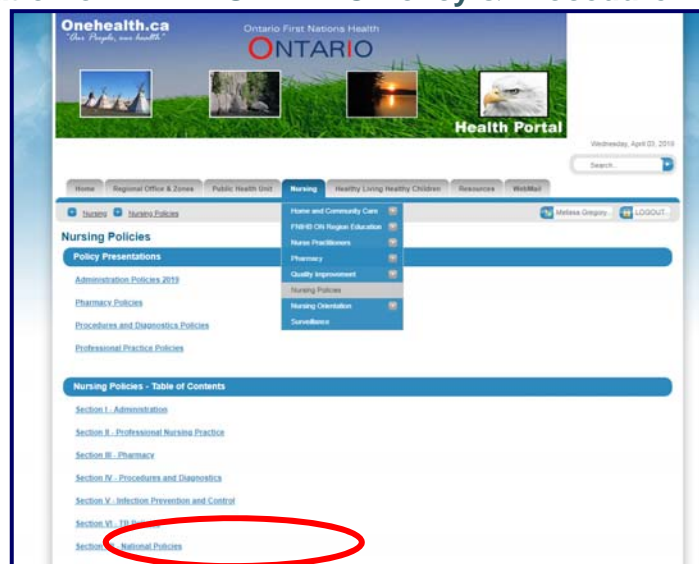 Onehealth.ca
"Our People, our health"
Ontario First Nations Health
ONTARIO
Health Portal
Wednesday, April 03, 2019
Search...
Home Regional Office & Zones Public Health Unit Nursing Healthy Living Healthy Children Resources WebMail
Nursing Nursing Policies
Melissa Gregory... LOGOUT...
Home and Community Care
FNIHB ON Region Education
Nurse Practitioners
Pharmacy
Quality Improvement
Nursing Policies
Nursing Orientation
Surveillance
Nursing Policies
Policy Presentations
Administration Policies 2019
Pharmacy Policies
Procedures and Diagnostics Policies
Professional Practice Policies
Nursing Policies - Table of Contents
Section I - Administration
Section II - Professional Nursing Practice
Section III - Pharmacy
Section IV - Procedures and Diagnostics
Section V - Infection Prevention and Control
Section VI - TB
Section - National Policies